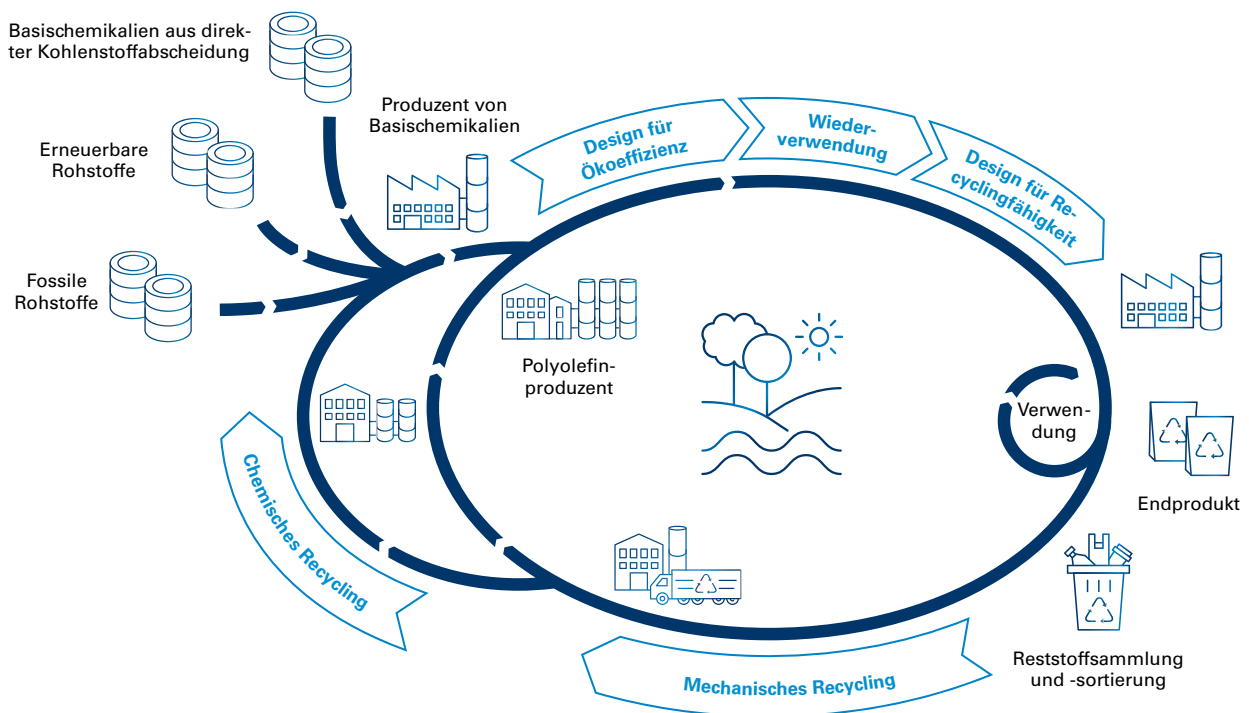 Basischemikalien aus direk-
ter Kohlenstoffabscheidung
Produzent von
Basischemikalien
Erneuerbare
Rohstoffe
Fossile
Rohstoffe
Design für
Ökoeffizienz
Wieder-
verwendung
Design für Re-
cyclingfähigkeit
Polyolefin-
produzent
Verwen-
dung
Endprodukt
Chemisches Recycling
Mechanisches Recycling
Reststoffsammlung
und -sortierung